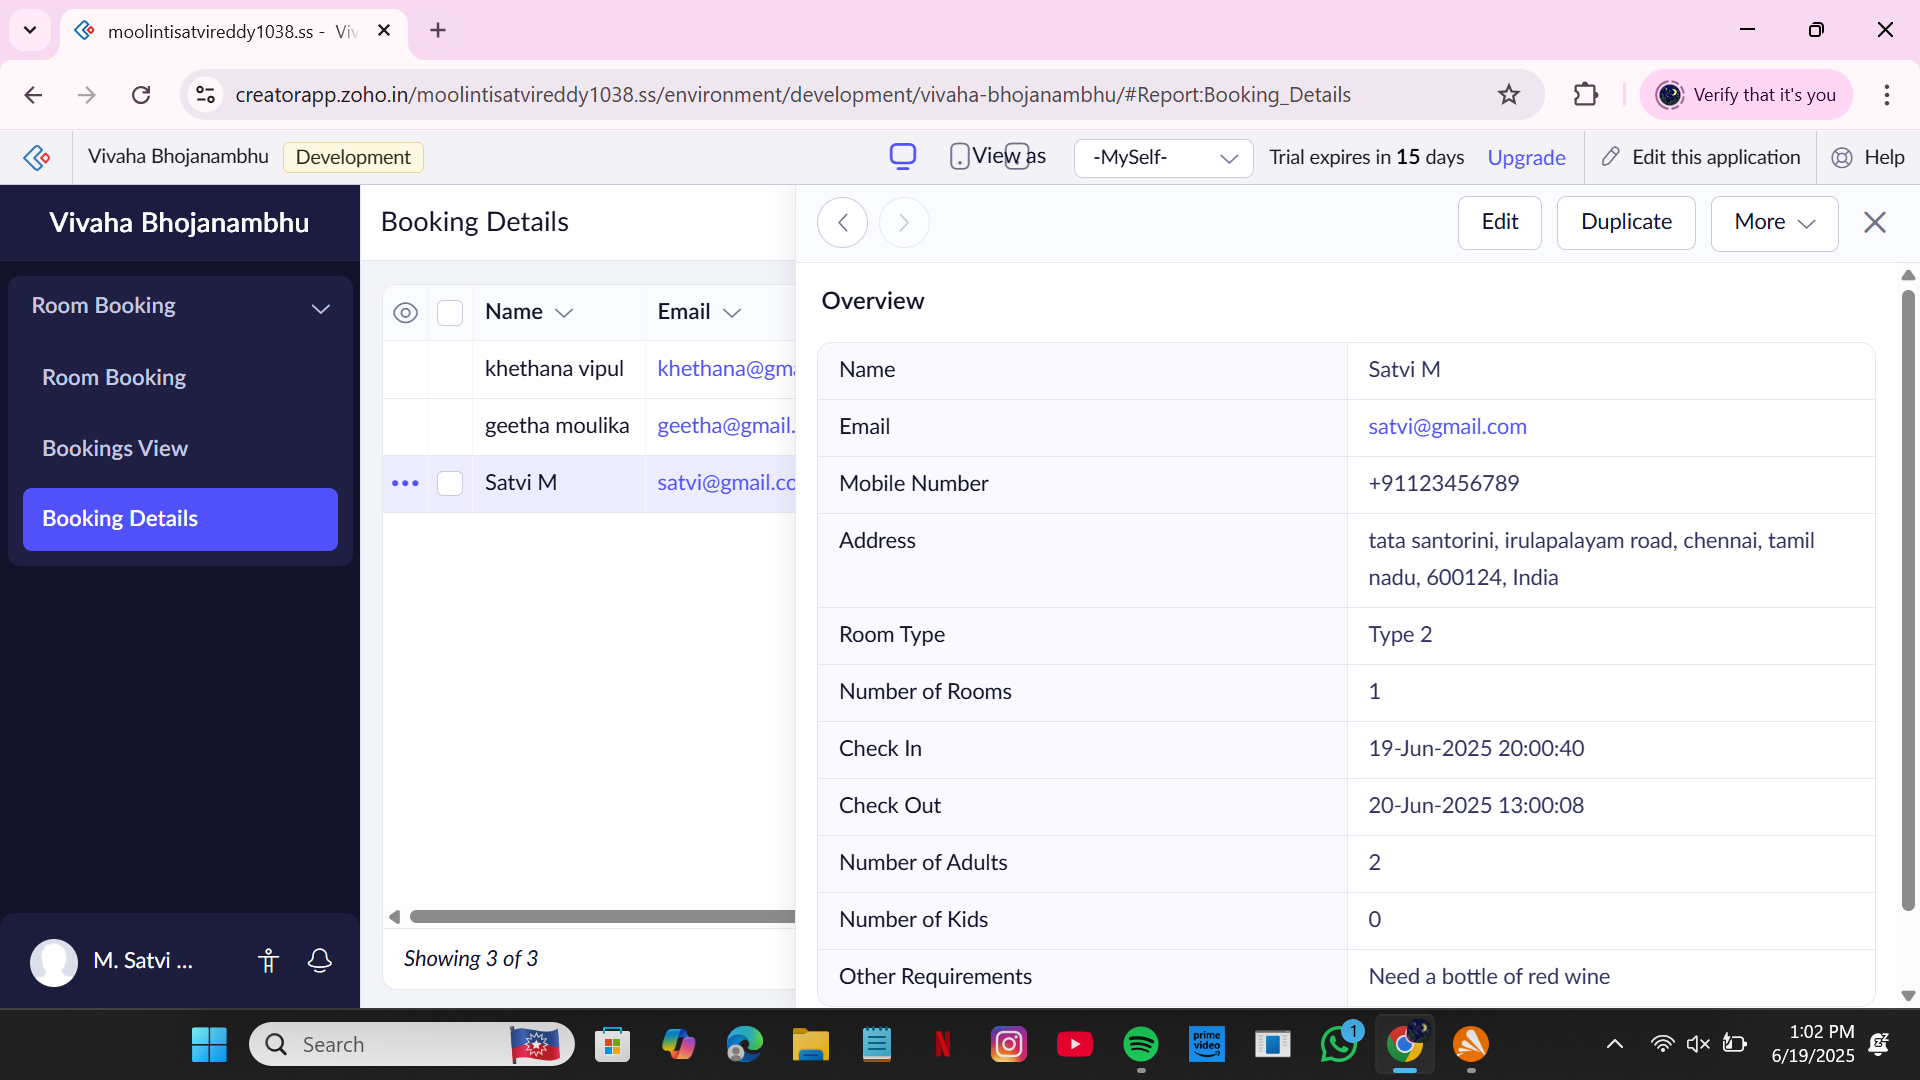 moolintisatvireddy1038.ss - Viv
creatorapp.zoho.in/moolintisatvireddy1038.ss/environment/development/vivaha-bhojanambhu/#Report:Booking_Details
Verify that it's you
Vivaha Bhojanambhu
Development
View as
-MySelf-
Trial expires in 15 days
Upgrade
Edit this application
Help
Vivaha Bhojanambhu
Room Booking
Room Booking
Bookings View
Booking Details
M. Satvi ...
Booking Details
Name
Email
khethana vipul
khethana@gma
geetha moulika
geetha@gmail.
Satvi M
satvi@gmail.co
Showing 3 of 3
Edit
Duplicate
More
Overview
Name
Satvi M
Email
satvi@gmail.com
Mobile Number
+91123456789
Address
tata santorini, irulapalayam road, chennai, tamil
nadu, 600124, India
Room Type
Type 2
Number of Rooms
1
Check In
19-Jun-2025 20:00:40
Check Out
20-Jun-2025 13:00:08
Number of Adults
2
Number of Kids
0
Other Requirements
Need a bottle of red wine
Search
prime
video
1
1:02 PM
6/19/2025